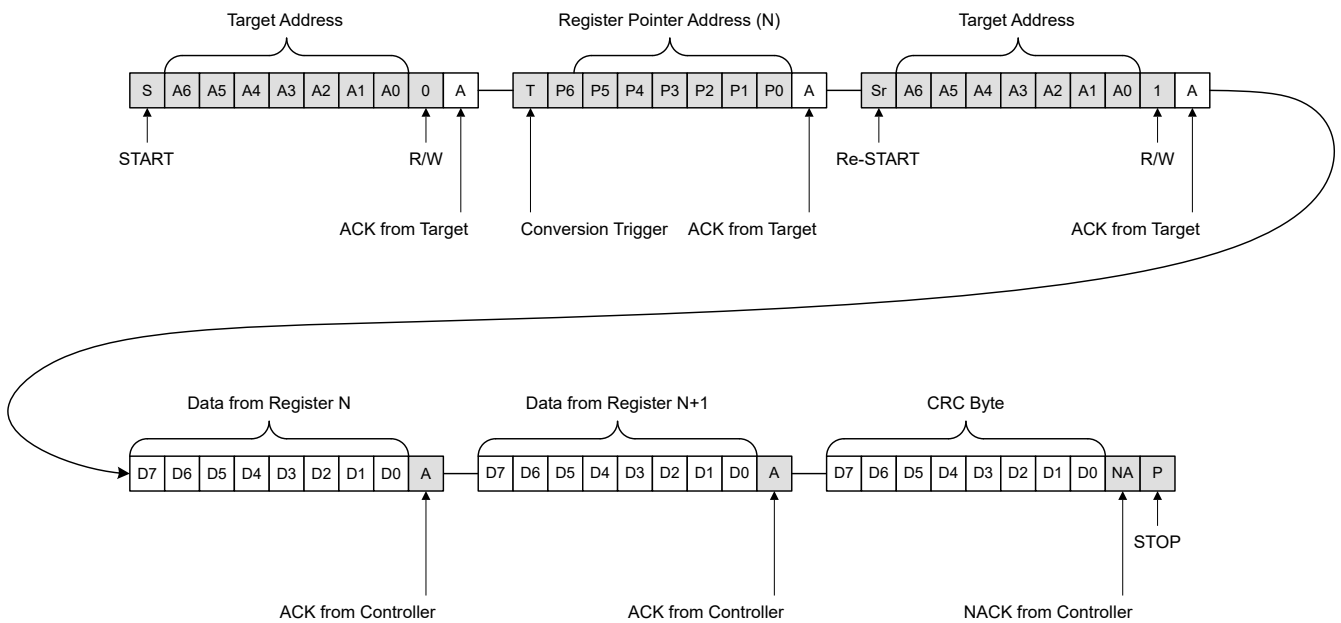 Target Address Register Pointer Address (N) Target Address
S A6 A5 A4 A3 A2 A1 A0 0 A T P6 P5 P4 P3 P2 P1 P0 A Sr A6 A5 A4 A3 A2 A1 A0 1 A
START R/W Re-START R/W
ACK from Target Conversion Trigger ACK from Target ACK from Target
Data from Register N Data from Register N+1 CRC Byte
D7 D6 D5 D4 D3 D2 D1 D0 A D7 D6 D5 D4 D3 D2 D1 D0 A D7 D6 D5 D4 D3 D2 D1 D0 NA P
STOP
ACK from Controller ACK from Controller NACK from Controller